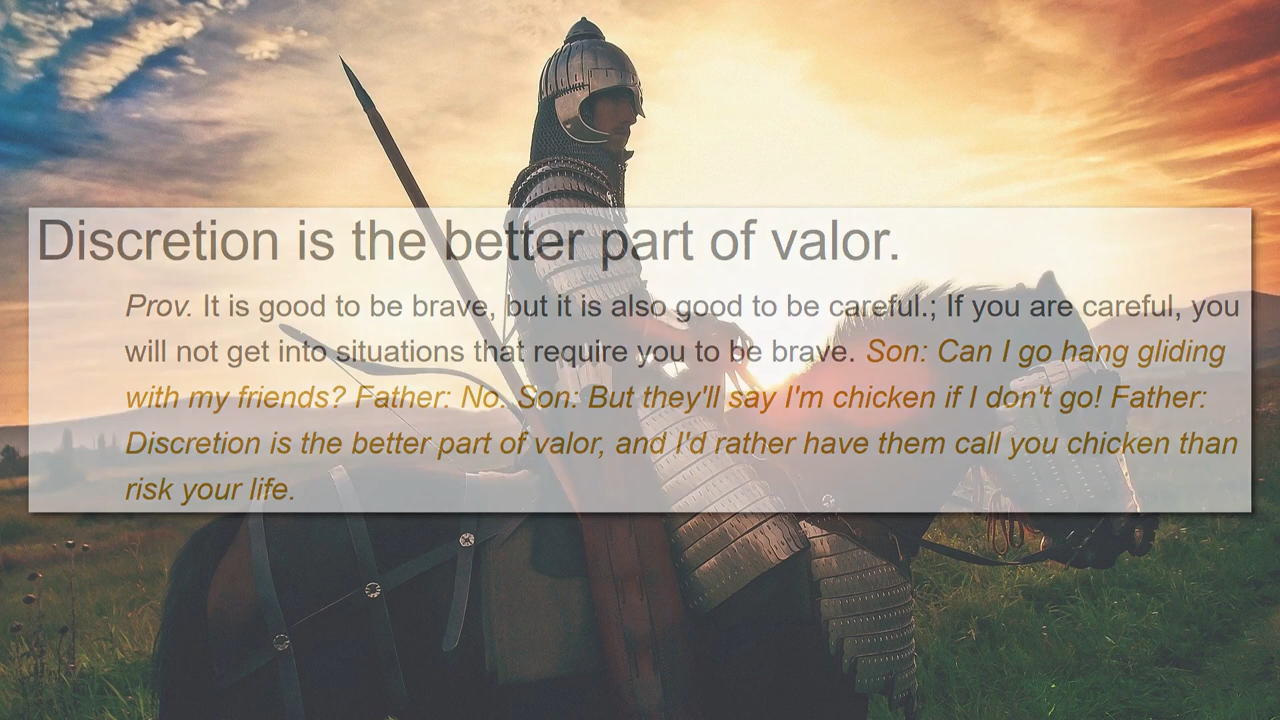 Discretion is the better part of valor.
Prov. It is good to be brave, but it is also good to be careful.; If you are careful, you
will not get into situations that require you to be brave. Son: Can I go hang gliding
with my friends? Father: No. Son: But they'll say I'm chicken if I don't go! Father:
Discretion is the better part of valor, and I'd rather have them call you chicken than
risk your life.